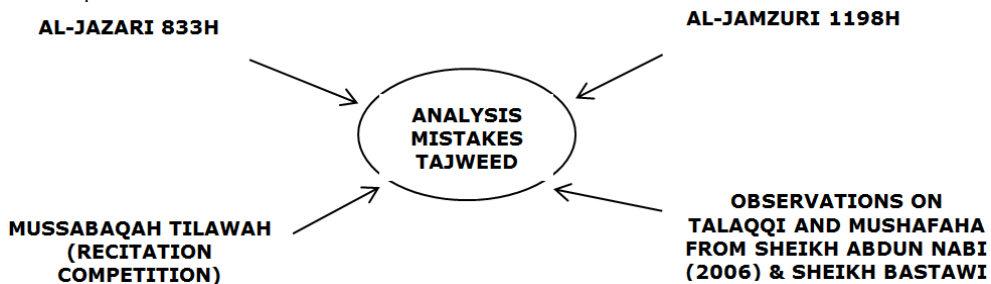 AL-JAZARI 833H
AL-JAMZURI 1198H
ANALYSIS
MISTAKES
TAJWEED
MUSSABAQAH TILAWAH
(RECITATION
COMPETITION)
OBSERVATIONS ON
TALAQQI AND MUSHAFAHA
FROM SHEIKH ABDUN NABI
(2006) & SHEIKH BASTAWI